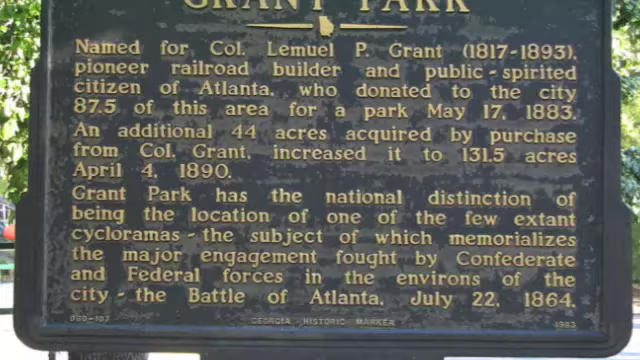 GRANT PARK
Named for Col. Lemuel P. Grant (1817-1893),
pioneer railroad builder and public-spirited
citizen of Atlanta, who donated to the city
87.5 of this area for a park May 17, 1883.
An additional 44 acres acquired by purchase
from Col. Grant, increased it to 131.5 acres
April 4, 1890.
Grant Park has the national distinction of
being the location of one of the few extant
cycloramas - the subject of which memorializes
the major engagement fought by Confederate
and Federal forces in the environs of the
city - the Battle of Atlanta, July 22, 1864.
GEORGIA HISTORIC MARKER
1983